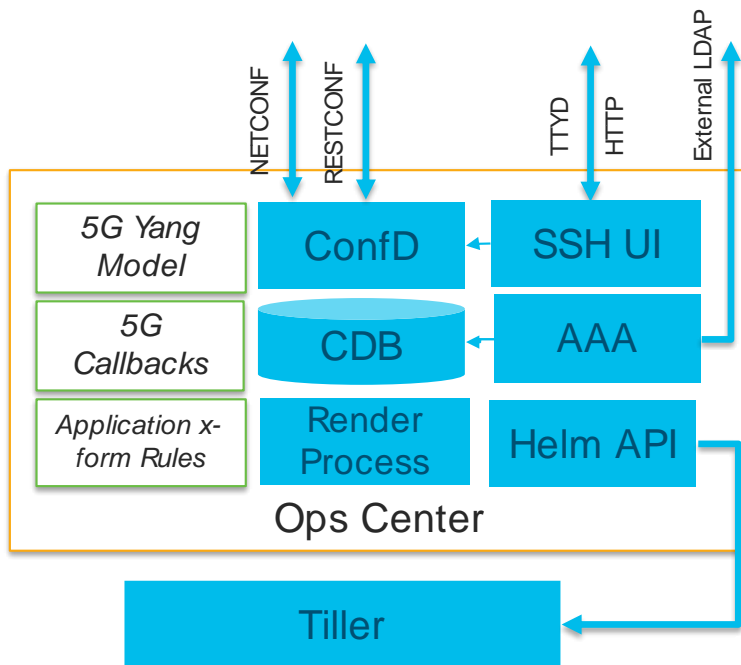 NETCONF
RESTCONF
TTYD
HTTP
External LDAP
5G Yang
Model
ConfD
SSH UI
5G
Callbacks
CDB
AAA
Application x-
form Rules
Render
Process
Helm API
Ops Center
Tiller